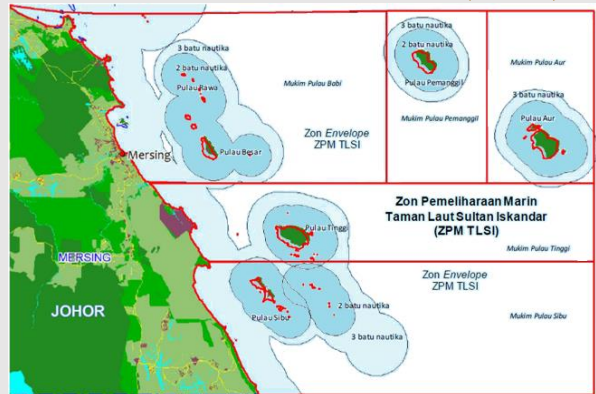 3 batu nautika
2 batu nautika
Pulau Rawa
Mukim Pulau Babi
Zon Envelope
ZPM TLSI
Pulau Besar
Mersing
3 batu nautika
2 batu nautika
Pulau Pemanggil
Mukim Pulau Pemanggil
Mukim Pulau Aur
3 batu nautika
Pulau Aur
Zon Pemeliharaan Marin
Taman Laut Sultan Iskandar
(ZPM TLSI)
Pulau Tinggi
Mukim Pulau Tinggi
MERSING
JOHOR
Zon Envelope
ZPM TLSI
2 batu nautika
3 batu nautika
Pulau Sibu
Mukim Pulau Sibu